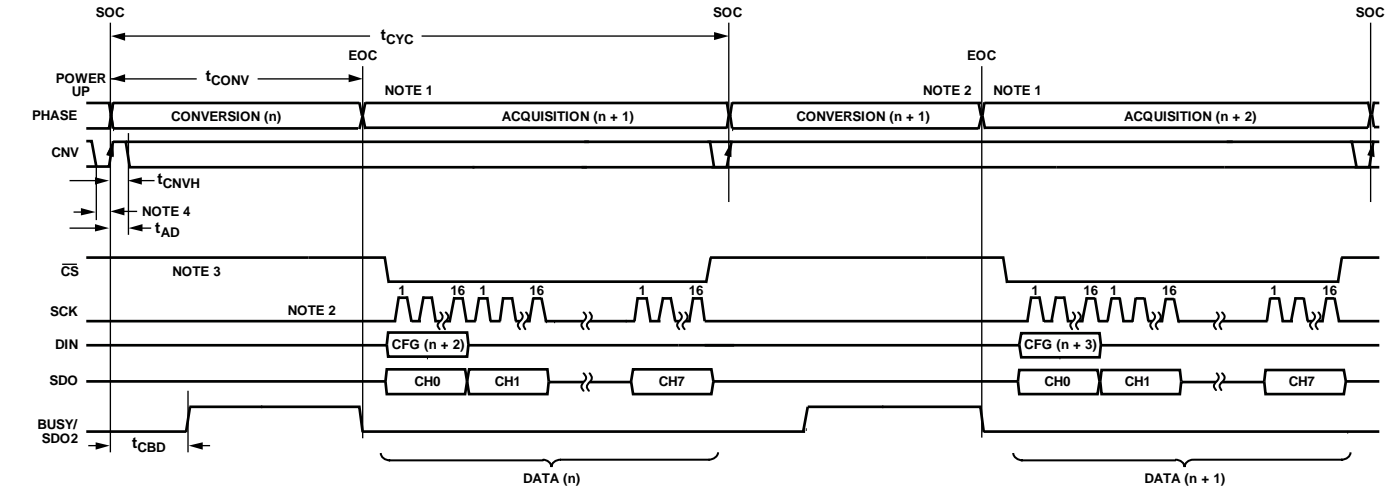 SOC SOC SOC
tCYC
EOC EOC
tCONV
POWER
UP
NOTE 1 NOTE 2 NOTE 1
PHASE CONVERSION (n) ACQUISITION (n + 1) CONVERSION (n + 1) ACQUISITION (n + 2)
CNV
tCNVH
NOTE 4
tAD
CS NOTE 3
1 16 1 16 1 16 1 16 1 16 1 16
SCK NOTE 2
DIN CFG (n + 2) CFG (n + 3)
SDO CH0 CH1 CH7 CH0 CH1 CH7
BUSY/
SDO2
tCBD
DATA (n) DATA (n + 1)